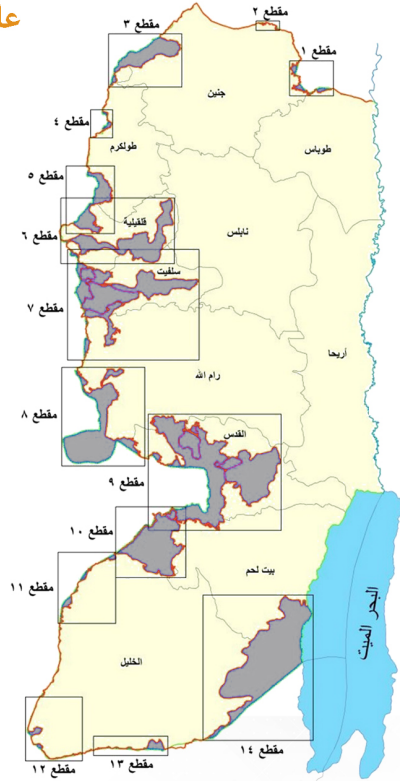 عا
مقطع ٢
مقطع ٣
مقطع ١
جنين
مقطع ٤
طولكرم
طوباس
مقطع ٥
قلقيلية
نابلس
مقطع ٦
سلفيت
مقطع ٧
أريحا
رام الله
مقطع ٨
القدس
مقطع ٩
مقطع ١٠
بيت لحم
مقطع ١١
البحر الميت
الخليل
مقطع ١٤
مقطع ١٣
مقطع ١٢